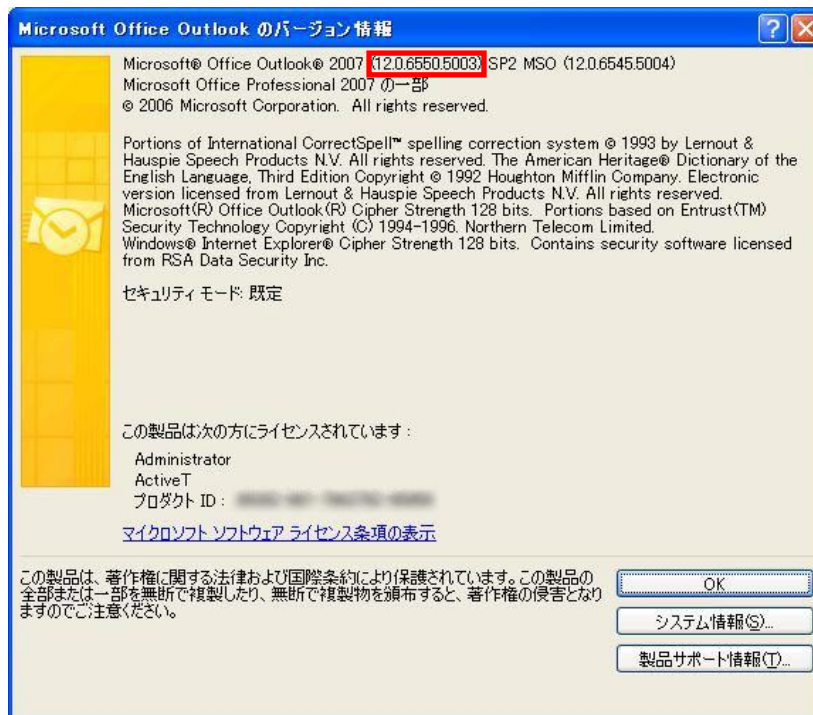 Microsoft Office Outlook のバージョン情報
Microsoft® Office Outlook® 2007 (12.0.6550.5003) SP2 MSO (12.0.6545.5004)
Microsoft Office Professional 2007 の一部
© 2006 Microsoft Corporation. All rights reserved.
Portions of International CorrectSpell™ spelling correction system © 1993 by Lernout &
Hauspie Speech Products N.V. All rights reserved. The American Heritage® Dictionary of the
English Language, Third Edition Copyright © 1992 Houghton Mifflin Company. Electronic
version licensed from Lernout & Hauspie Speech Products N.V. All rights reserved.
Microsoft(R) Office Outlook(R) Cipher Strength 128 bits. Portions based on Entrust(TM)
Security Technology Copyright (C) 1994-1996. Northern Telecom Limited.
Windows® Internet Explorer® Cipher Strength 128 bits. Contains security software licensed
from RSA Data Security Inc.
セキュリティ モード: 既定
この製品は次の方にライセンスされています:
Administrator
ActiveT
プロダクト ID :
マイクロソフト ソフトウェア ライセンス条項の表示
この製品は、著作権に関する法律および国際条約により保護されています。この製品の
全部または一部を無断で複製したり、無断で複製物を頒布すると、著作権の侵害となり
ますのでご注意ください。
OK
システム情報(S)...
製品サポート情報(T)...